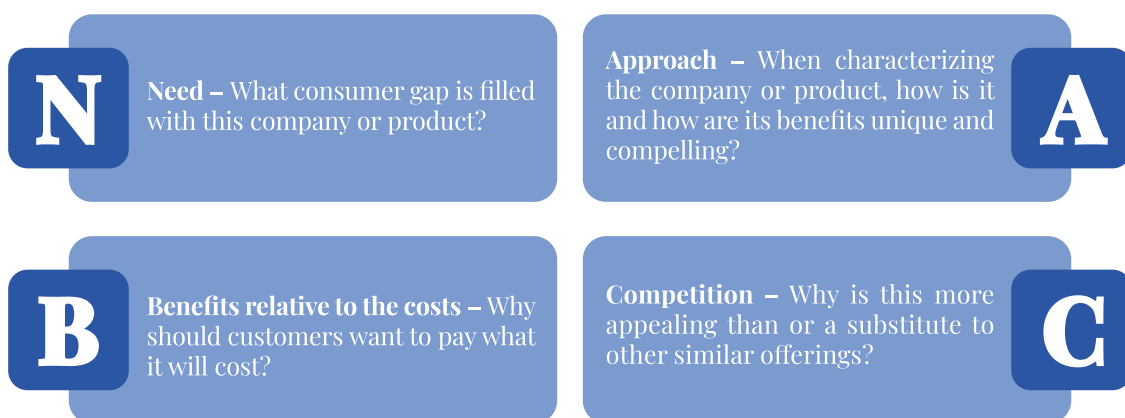 N
Need – What consumer gap is filled
with this company or product?
Approach – When characterizing
the company or product, how is it
and how are its benefits unique and
compelling?
A
B
Benefits relative to the costs – Why
should customers want to pay what
it will cost?
Competition – Why is this more
appealing than or a substitute to
other similar offerings?
C